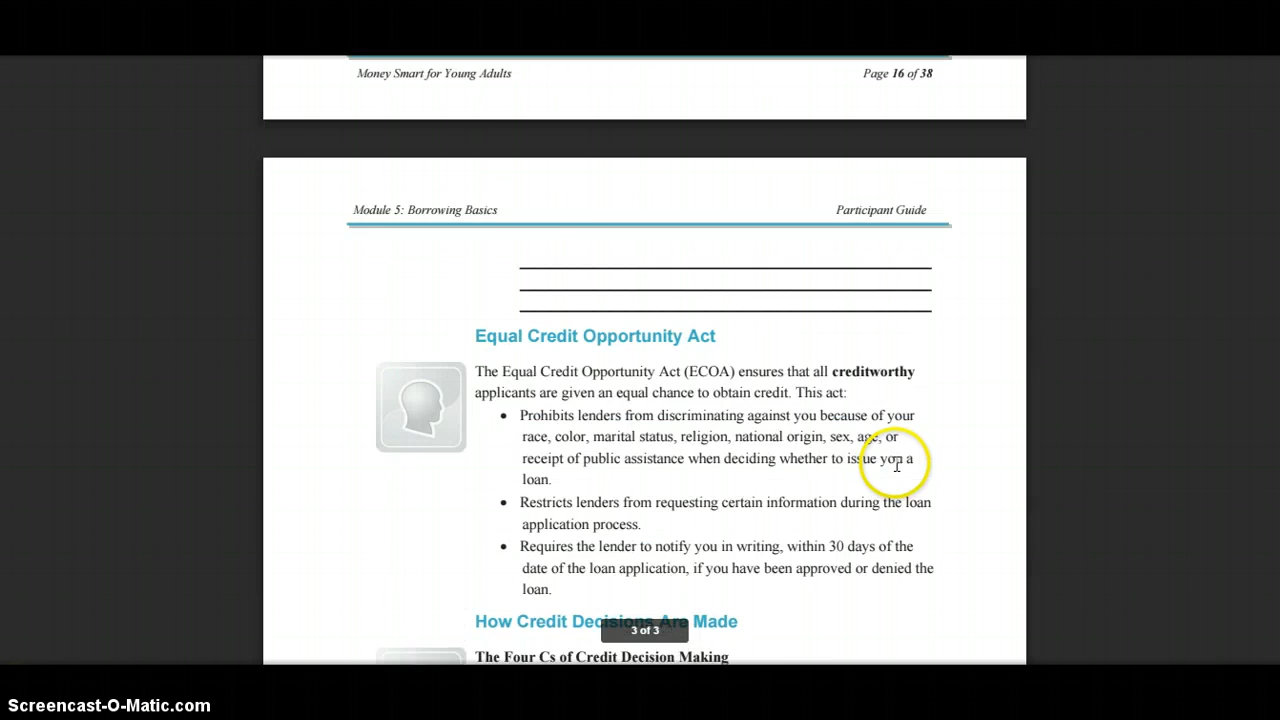 Money Smart for Young Adults Page 16 of 38
Module 5: Borrowing Basics Participant Guide
Equal Credit Opportunity Act
The Equal Credit Opportunity Act (ECOA) ensures that all creditworthy
applicants are given an equal chance to obtain credit. This act:
• Prohibits lenders from discriminating against you because of your
race, color, marital status, religion, national origin, sex, age, or
receipt of public assistance when deciding whether to issue you a
loan.
• Restricts lenders from requesting certain information during the loan
application process.
• Requires the lender to notify you in writing, within 30 days of the
date of the loan application, if you have been approved or denied the
loan.
How Credit Decisions Are Made
3 of 3
The Four Cs of Credit Decision Making
Screencast-O-Matic.com